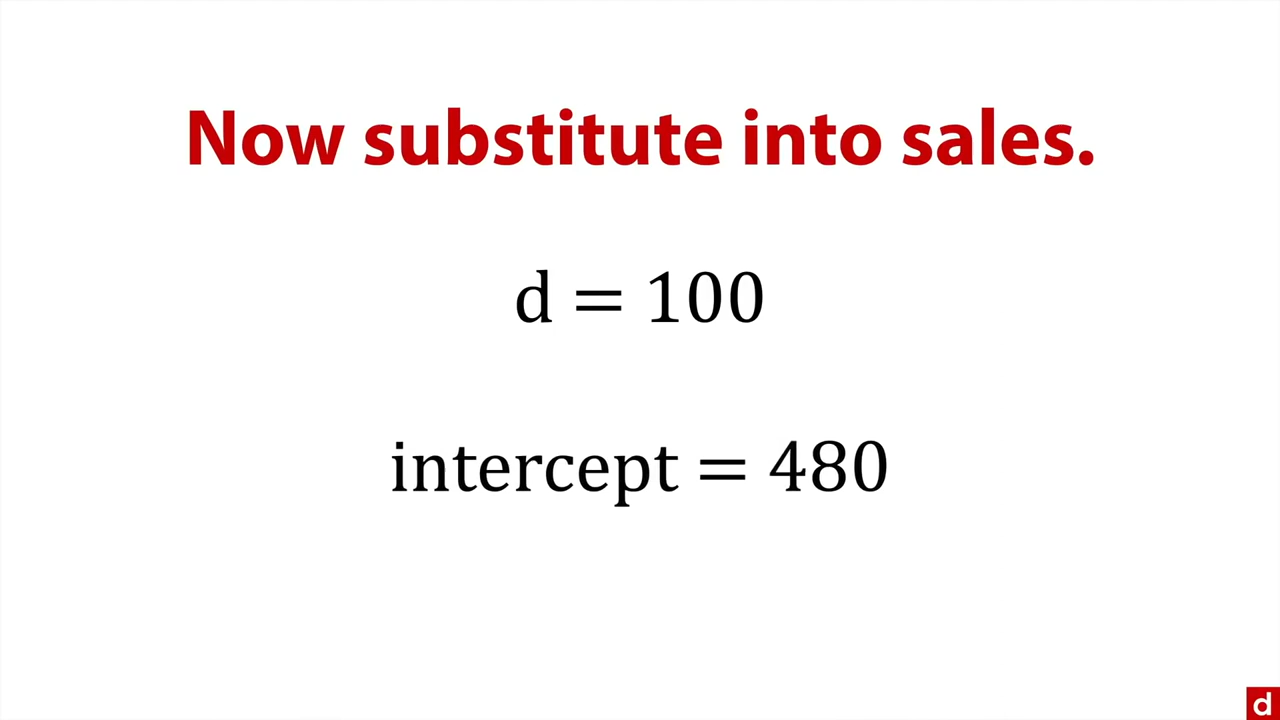 Now substitute into sales.
d = 100
intercept = 480
d